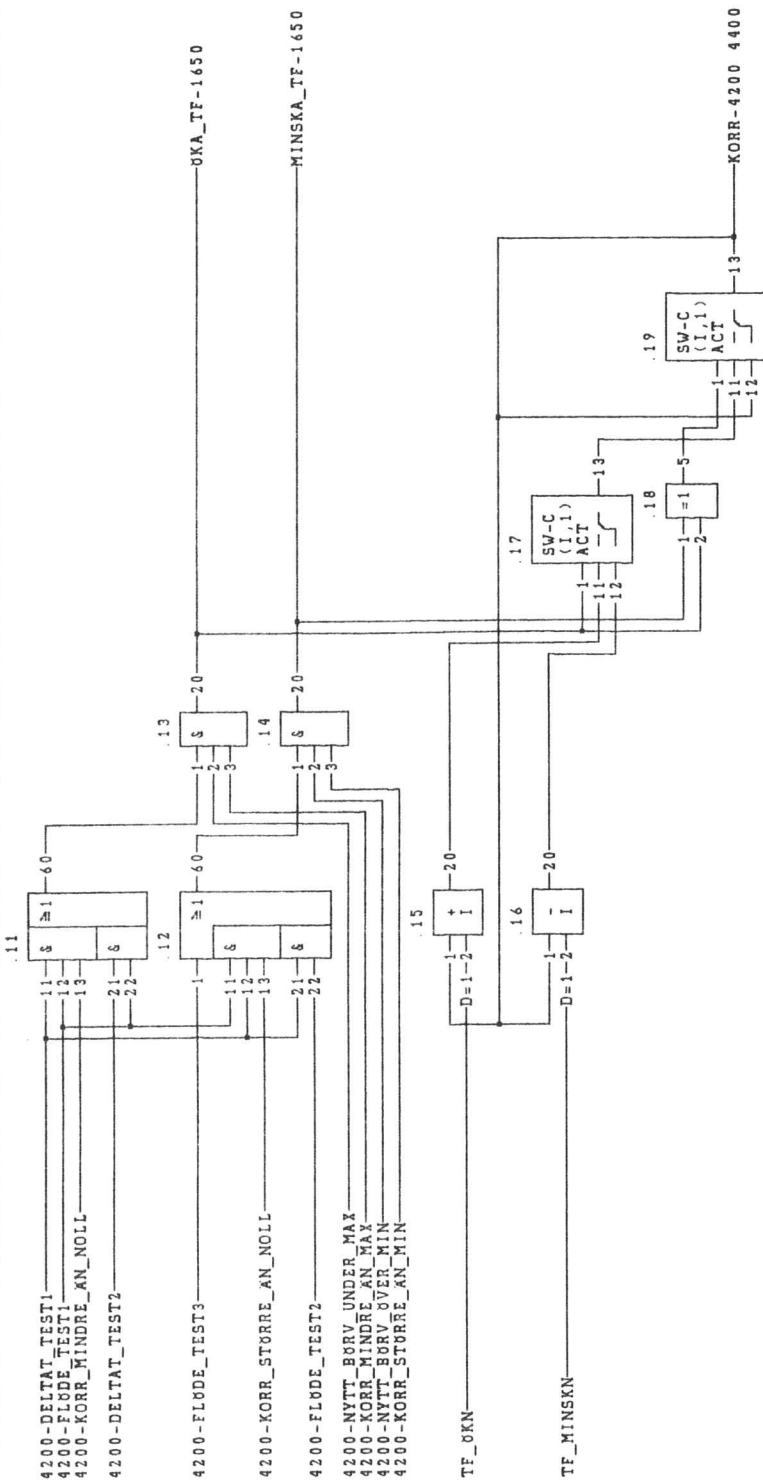 4200-DELTAT_TEST1
4200-FLÖDE_TEST1
4200-KORR_MINDRE_ÄN_NOLL
4200-DELTAT_TEST2
4200-FLÖDE_TEST3
4200-KORR_STÖRRE_ÄN_NOLL
4200-FLÖDE_TEST2
4200-NYTT_BÖRV_UNDER_MAX
4200-KORR_MINDRE_ÄN_MAX
4200-NYTT_BÖRV_ÖVER_MIN
4200-KORR_STÖRRE_ÄN_MIN
TF_ÖKN
TF_MINSKN
.11
11
12
13
21
22
&
&
≥1
60
.12
1
11
12
13
21
22
&
&
≥1
60
.13
1
2
3
&
20
ÖKA_TF-1650
.14
1
2
3
&
20
MINSKA_TF-1650
.15
1
D=1-2
+
I
20
.16
1
D=1-2
-
I
20
.17
SW-C
(I,1)
ACT
1
11
12
13
.18
1
2
=1
5
.19
SW-C
(I,1)
ACT
1
11
12
13
KORR-4200 4400